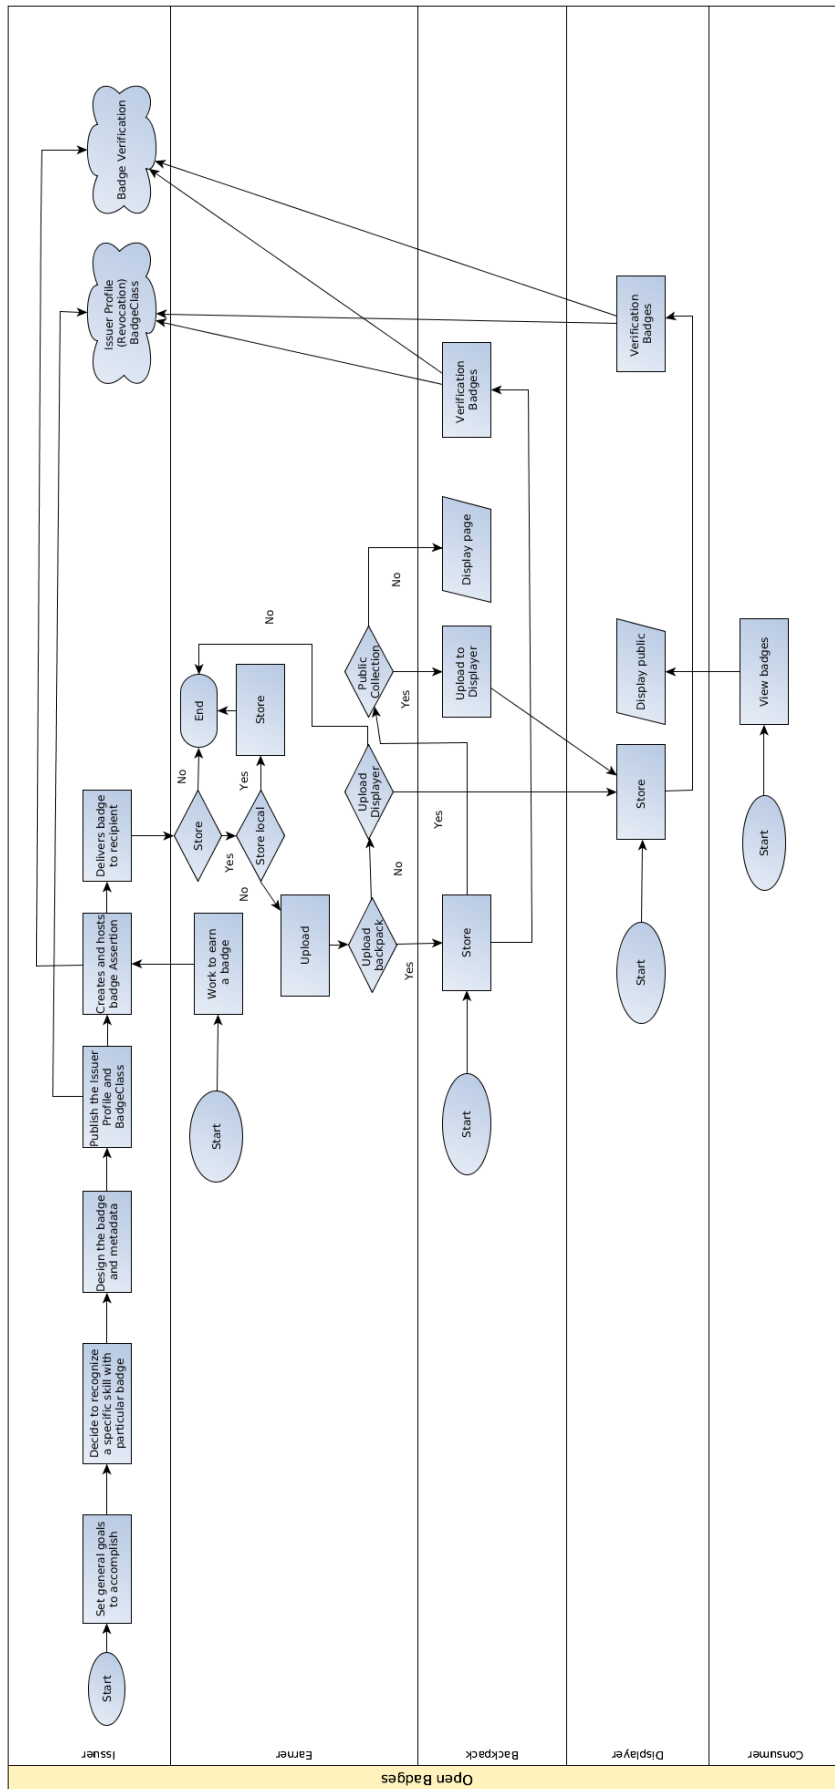 Open Badges
Issuer
Start
Set general goals
to accomplish
Decide to recognize
a specific skill with
particular badge
Design the badge
and metadata
Publish the Issuer
Profile and
BadgeClass
Creates and hosts
badge Assertion
Delivers badge
to recipient
Issuer Profile
(Revocation)
BadgeClass
Badge Verification
Earner
Start
Work to earn
a badge
Store
No
Yes
End
Store local
Yes
No
Store
Upload
Upload
backpack
No
Yes
Upload
Displayer
No
Yes
Public
Collection
No
Yes
Backpack
Start
Store
Upload to
Displayer
Display page
Verification
Badges
Displayer
Start
Store
Display public
Verification
Badges
Consumer
Start
View badges